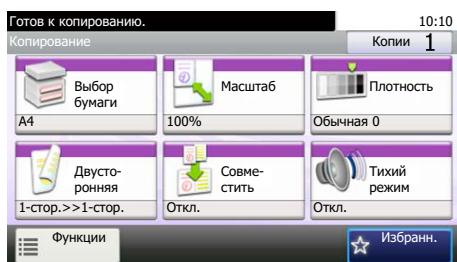 Готов к копированию.
10:10
Копирование
Копии 1
Выбор
бумаги
A4
Масштаб
100%
Плотность
Обычная 0
Двусто-
ронняя
1-стор.>>1-стор.
Совме-
стить
Откл.
Тихий
режим
Откл.
Функции
Избранн.